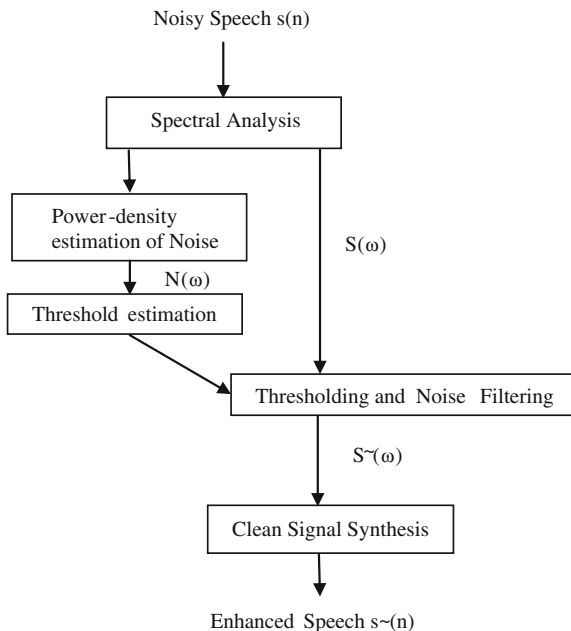 Noisy Speech s(n)
Spectral Analysis
Power-density
estimation of Noise
S(ω)
N(ω)
Threshold estimation
Thresholding and Noise Filtering
S~(ω)
Clean Signal Synthesis
Enhanced Speech s~(n)